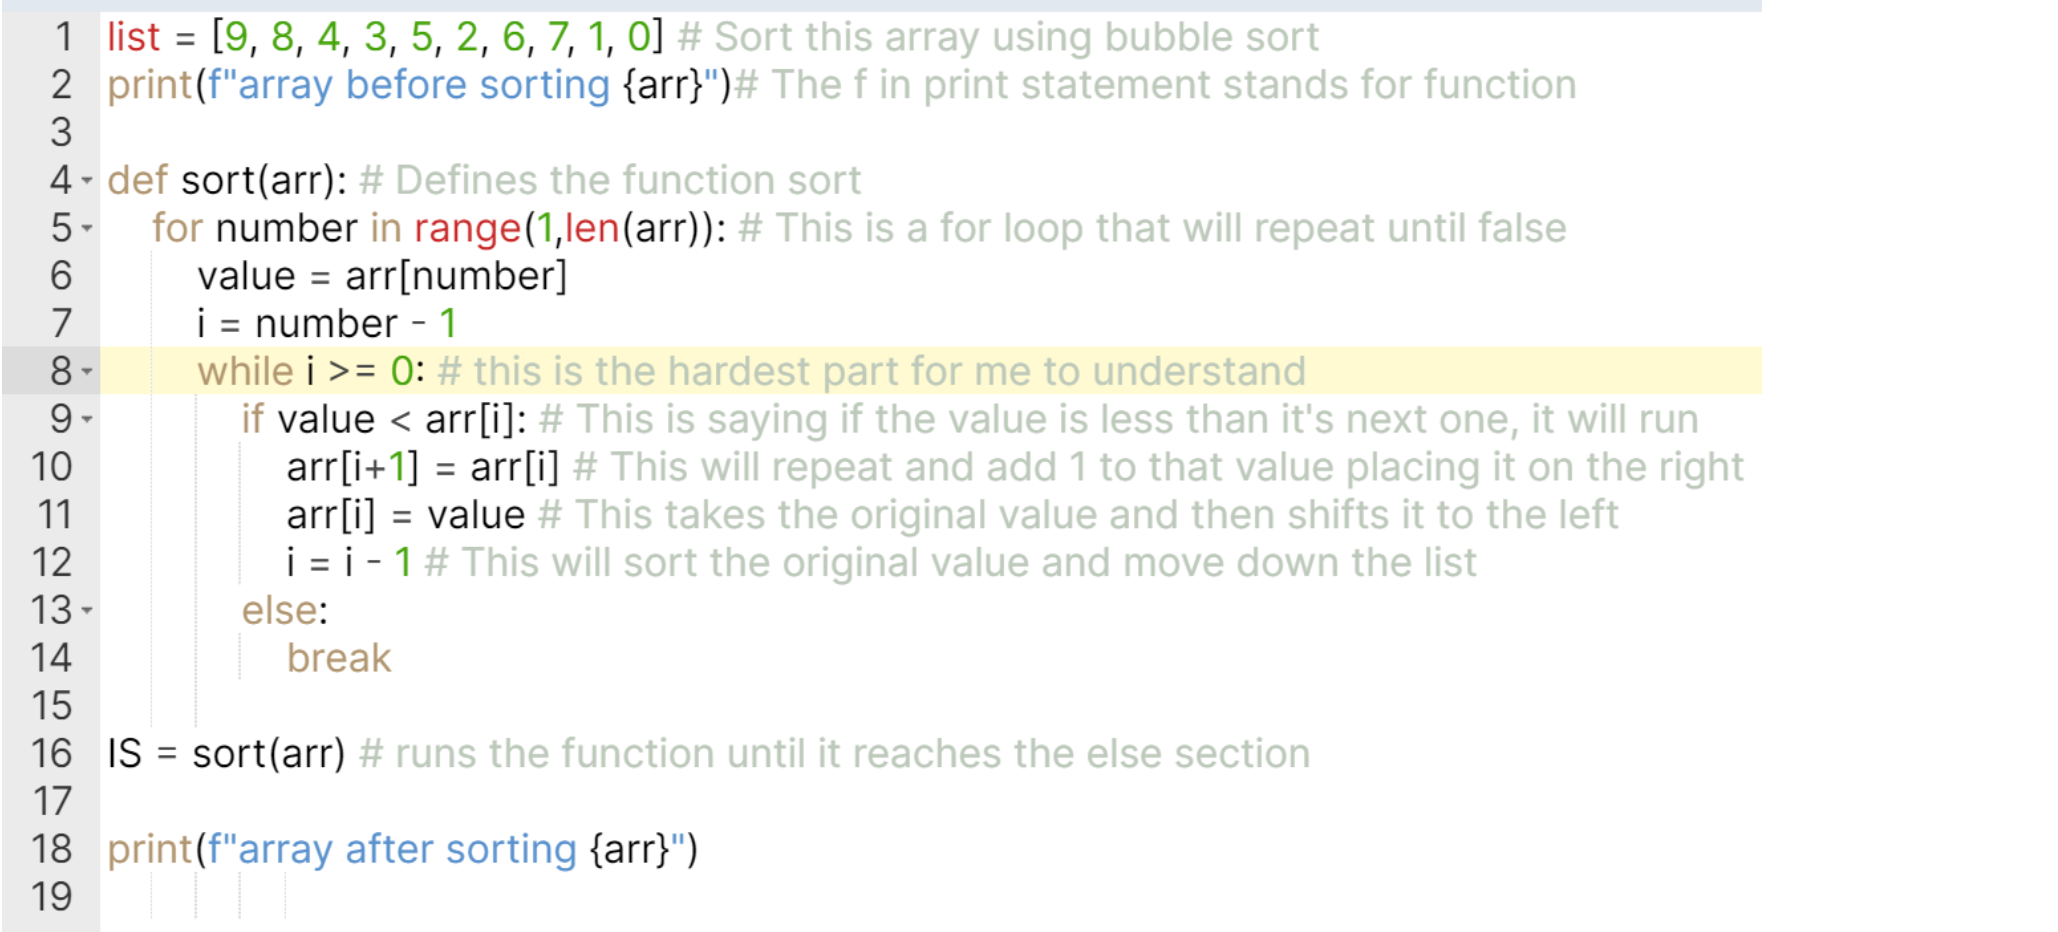 1 list = [9, 8, 4, 3, 5, 2, 6, 7, 1, 0] # Sort this array using bubble sort
2 print(f"array before sorting {arr}")# The f in print statement stands for function
3
4 def sort(arr): # Defines the function sort
5 for number in range(1,len(arr)): # This is a for loop that will repeat until false
6 value = arr[number]
7 i = number - 1
8 while i >= 0: # this is the hardest part for me to understand
9 if value < arr[i]: # This is saying if the value is less than it's next one, it will run
10 arr[i+1] = arr[i] # This will repeat and add 1 to that value placing it on the right
11 arr[i] = value # This takes the original value and then shifts it to the left
12 i = i - 1 # This will sort the original value and move down the list
13 else:
14 break
15
16 IS = sort(arr) # runs the function until it reaches the else section
17
18 print(f"array after sorting {arr}")
19